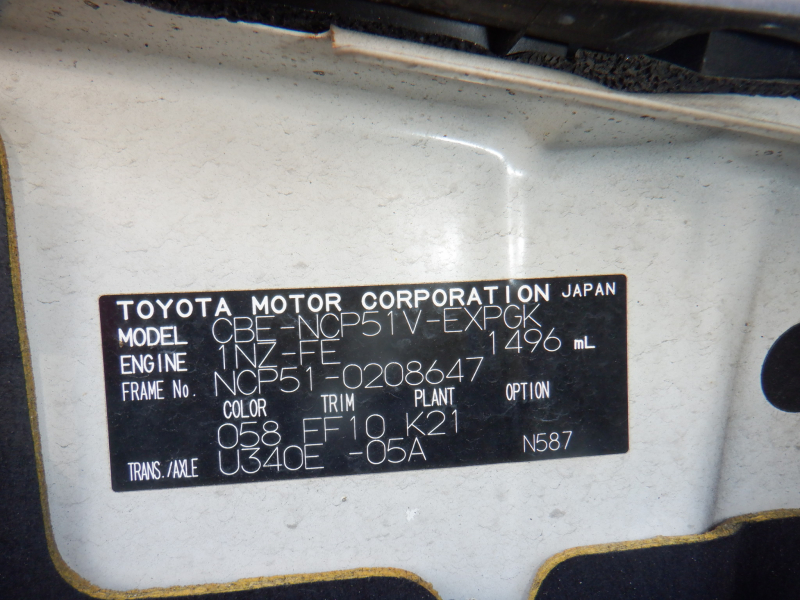 TOYOTA MOTOR CORPORATION JAPAN
MODEL CBE-NCP51V-EXPGK
ENGINE 1NZ-FE 1496 mL
FRAME No. NCP51-0208647
COLOR TRIM PLANT OPTION
058 EF10 K21
TRANS./AXLE U340E -05A N587